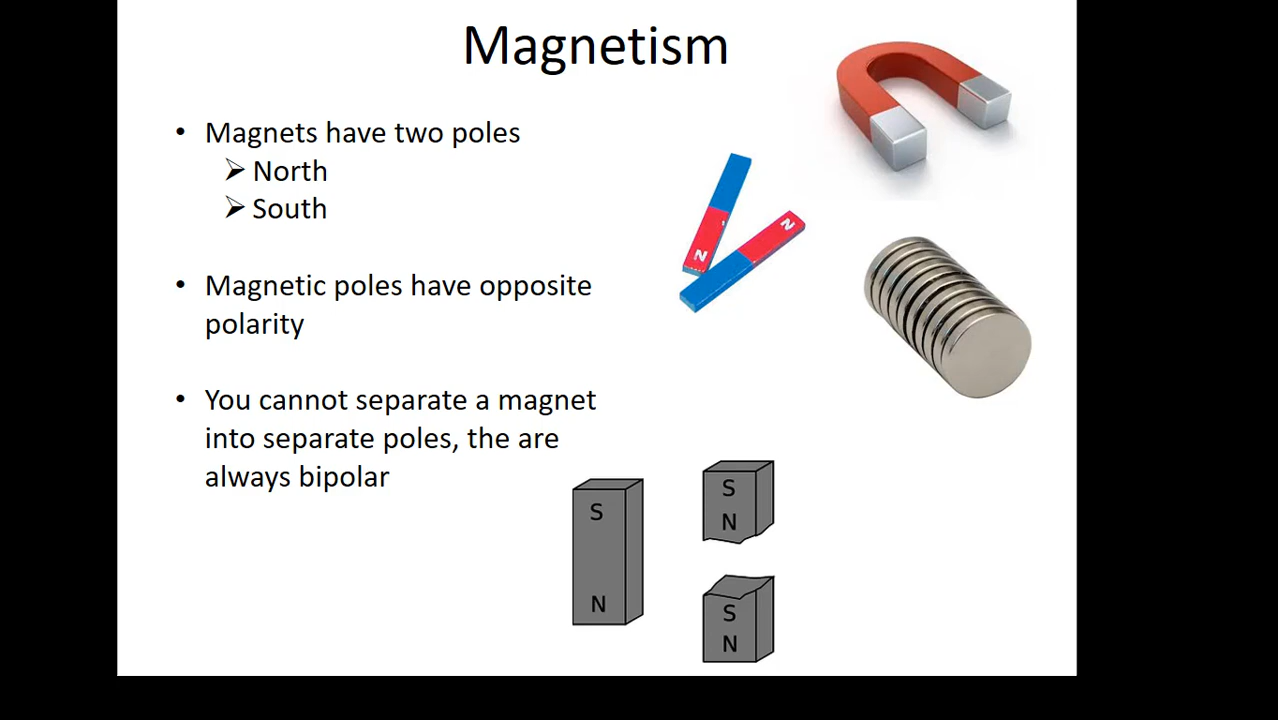 Magnetism
• Magnets have two poles
➢ North
➢ South
• Magnetic poles have opposite
polarity
• You cannot separate a magnet
into separate poles, the are
always bipolar
N
N
S
N
S
N
S
N